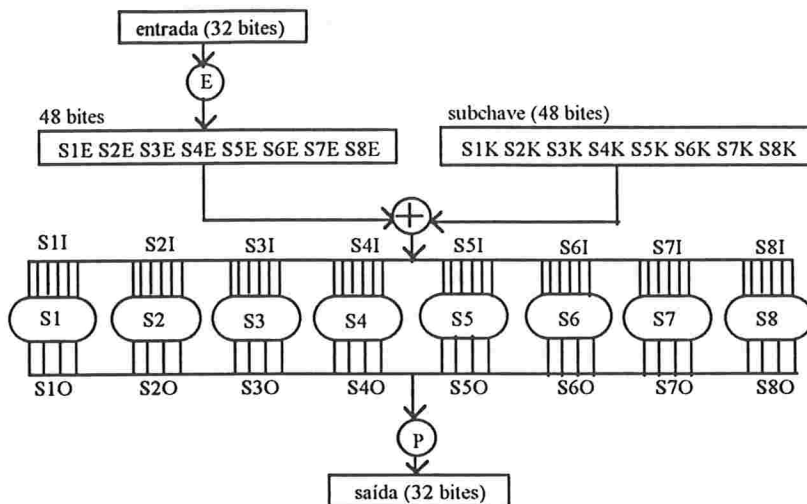 entrada (32 bites)
E
48 bites
subchave (48 bites)
S1E S2E S3E S4E S5E S6E S7E S8E
S1K S2K S3K S4K S5K S6K S7K S8K
S1I S2I S3I S4I S5I S6I S7I S8I
S1 S2 S3 S4 S5 S6 S7 S8
S1O S2O S3O S4O S5O S6O S7O S8O
P
saída (32 bites)